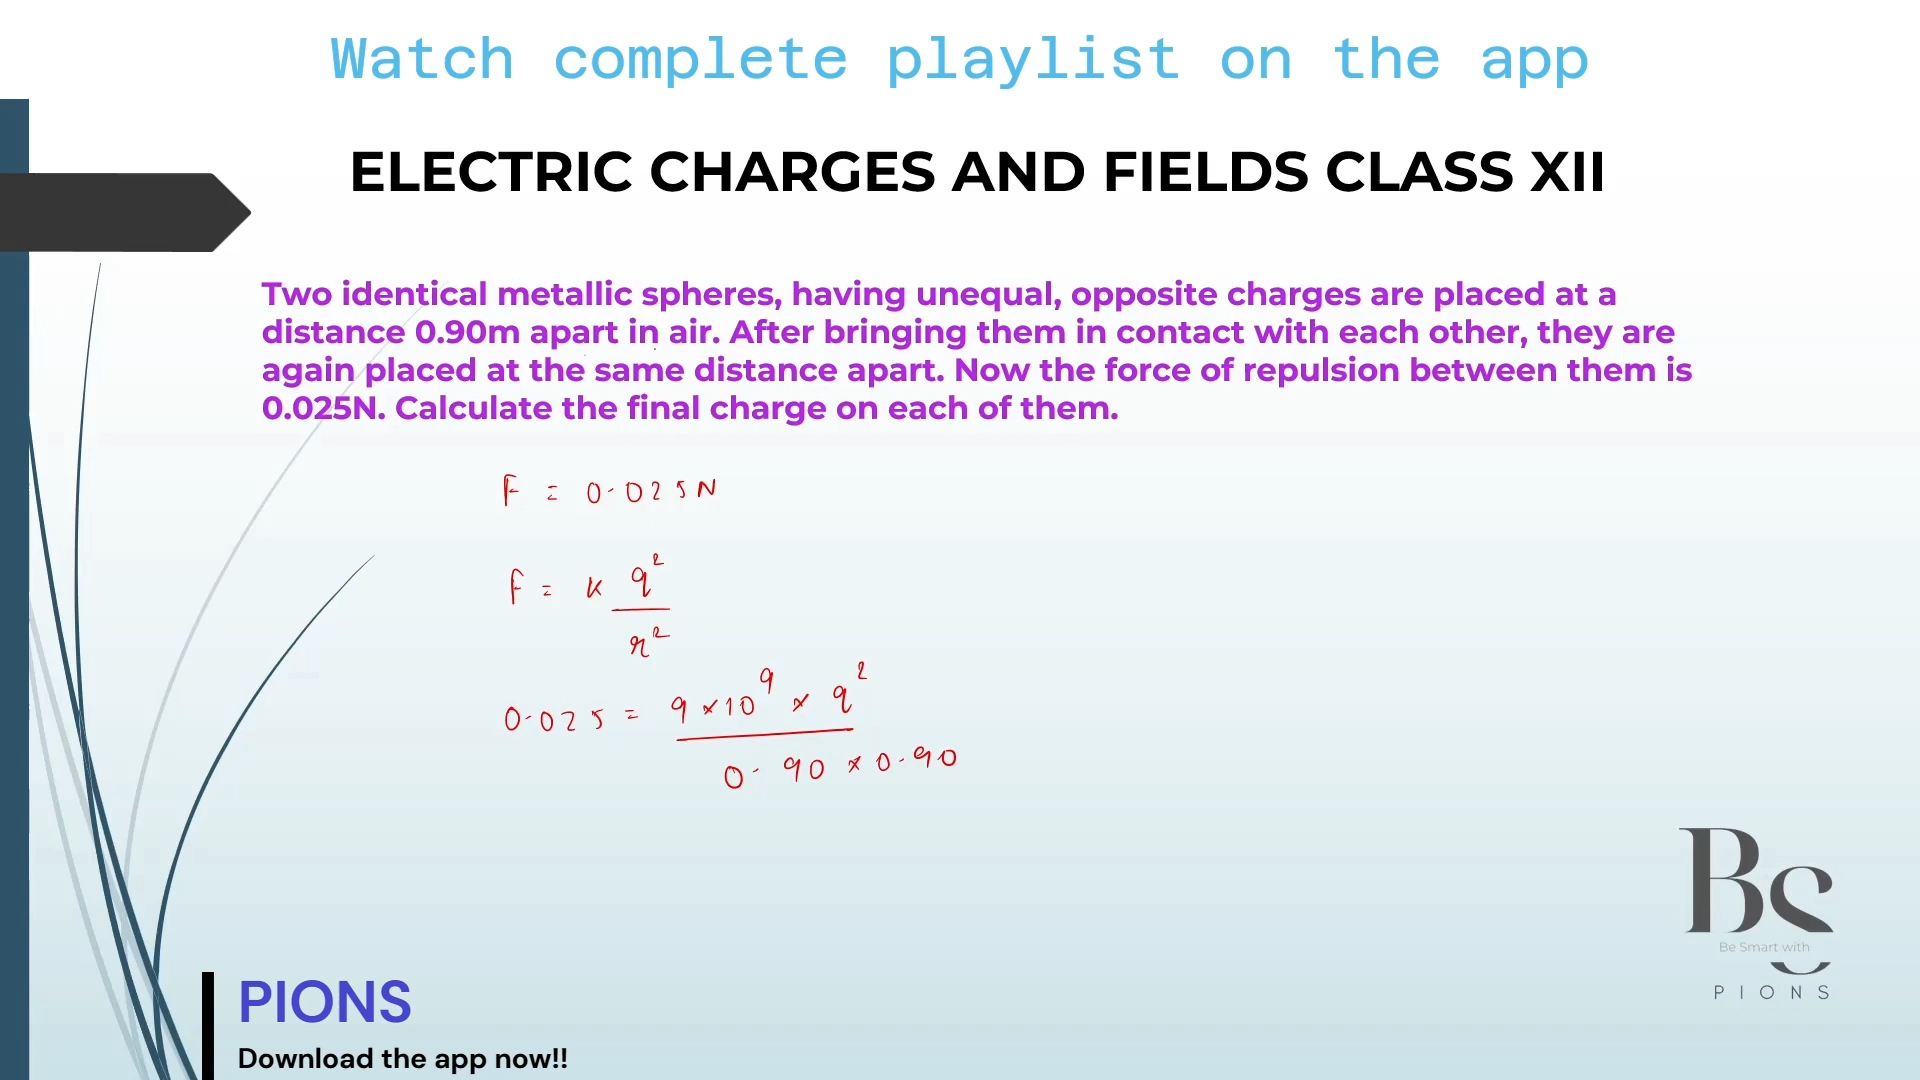 Watch complete playlist on the app
ELECTRIC CHARGES AND FIELDS CLASS XII
Two identical metallic spheres, having unequal, opposite charges are placed at a
distance 0.90m apart in air. After bringing them in contact with each other, they are
again placed at the same distance apart. Now the force of repulsion between them is
0.025N. Calculate the final charge on each of them.
F = 0.025N
F = K q²
r²
0.025 = 9×10⁹ × q²
0.90 × 0.90
Bs
Be Smart with
PIONS
PIONS
Download the app now!!